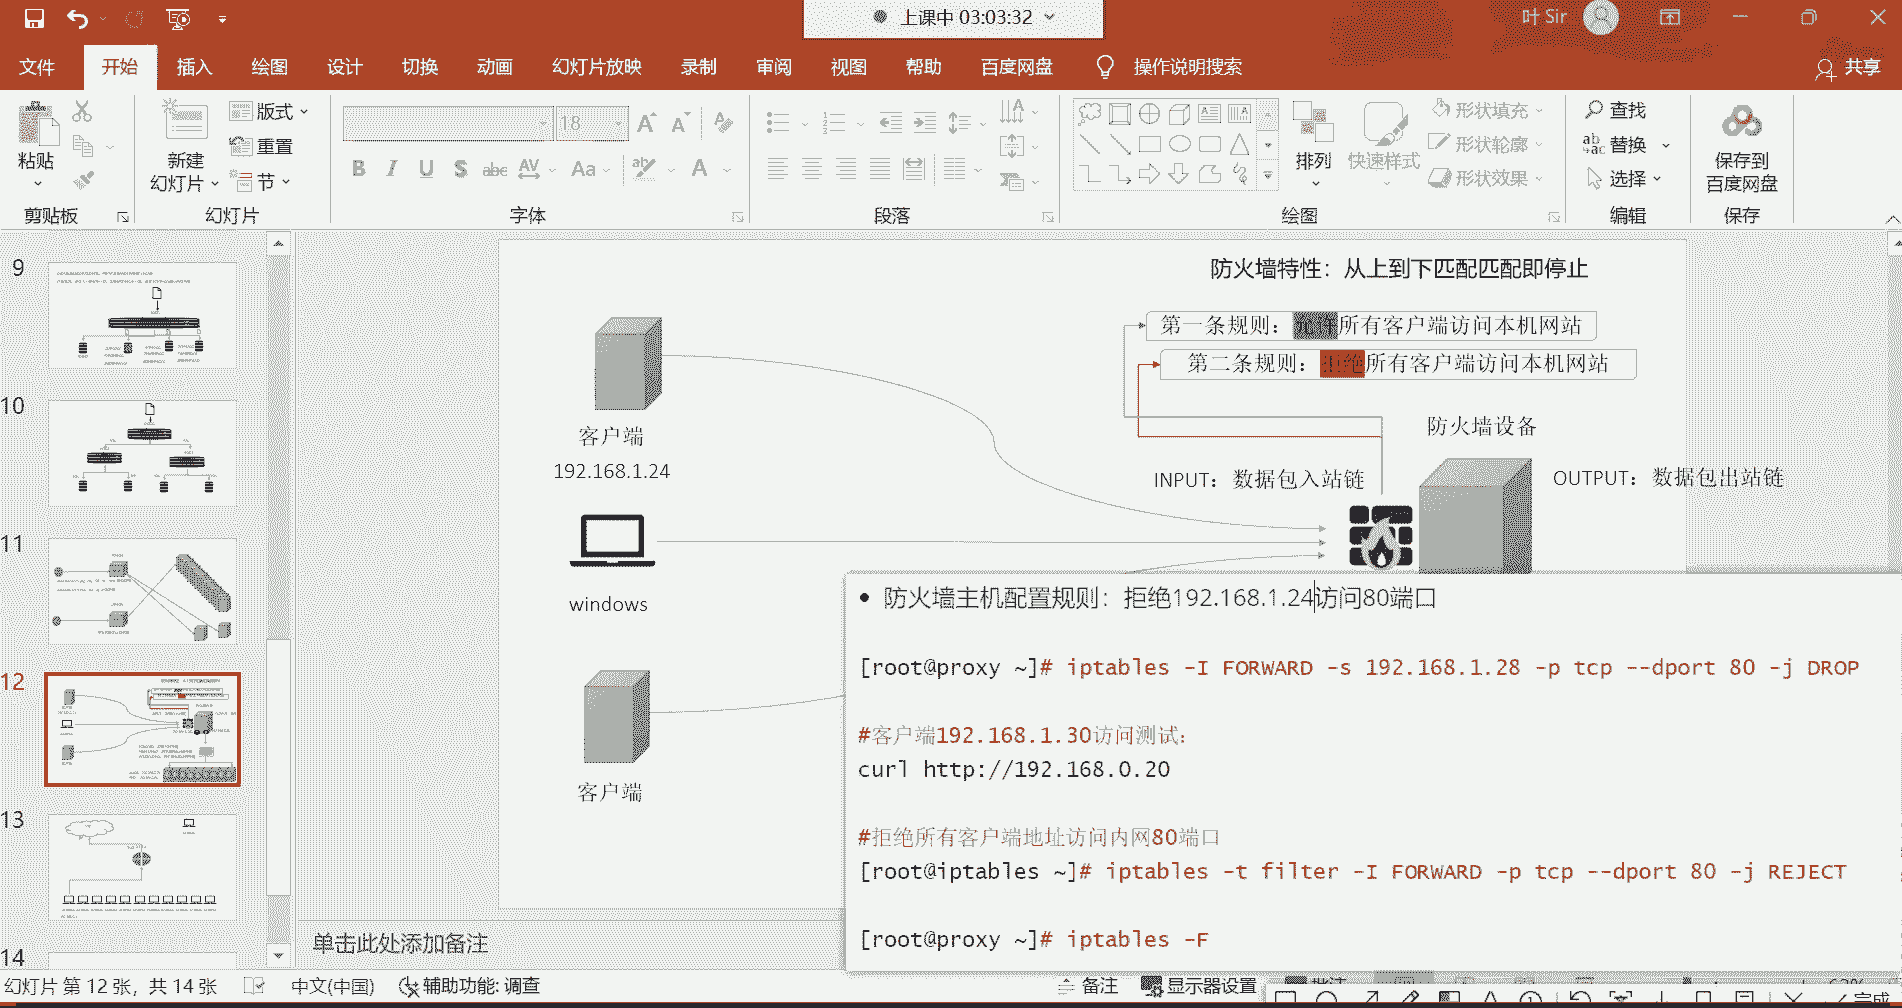 上课中 03:03:32
叶 Sir
文件 开始 插入 绘图 设计 切换 动画 幻灯片放映 录制 审阅 视图 帮助 百度网盘 操作说明搜索 共享
粘贴
剪贴板
新建
幻灯片
版式
重置
节
幻灯片
18
字体
段落
排列
快速样式
形状填充
形状轮廓
形状效果
绘图
查找
替换
选择
编辑
保存到
百度网盘
保存
9
10
11
12
13
14
防火墙特性：从上到下匹配匹配即停止
第一条规则：允许所有客户端访问本机网站
第二条规则：拒绝所有客户端访问本机网站
防火墙设备
INPUT：数据包入站链
OUTPUT：数据包出站链
客户端
192.168.1.24
windows
客户端
• 防火墙主机配置规则：拒绝192.168.1.24访问80端口
[root@proxy ~]# iptables -I FORWARD -s 192.168.1.28 -p tcp --dport 80 -j DROP
#客户端192.168.1.30访问测试：
curl http://192.168.0.20
#拒绝所有客户端地址访问内网80端口
[root@iptables ~]# iptables -t filter -I FORWARD -p tcp --dport 80 -j REJECT
[root@proxy ~]# iptables -F
单击此处添加备注
幻灯片 第 12 张，共 14 张 中文(中国) 辅助功能: 调查 备注 显示器设置
完成